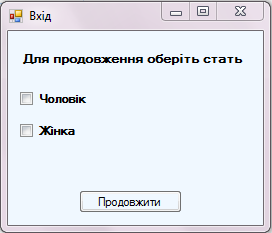 Вхід
Для продовження оберіть стать
Чоловік
Жінка
Продовжити